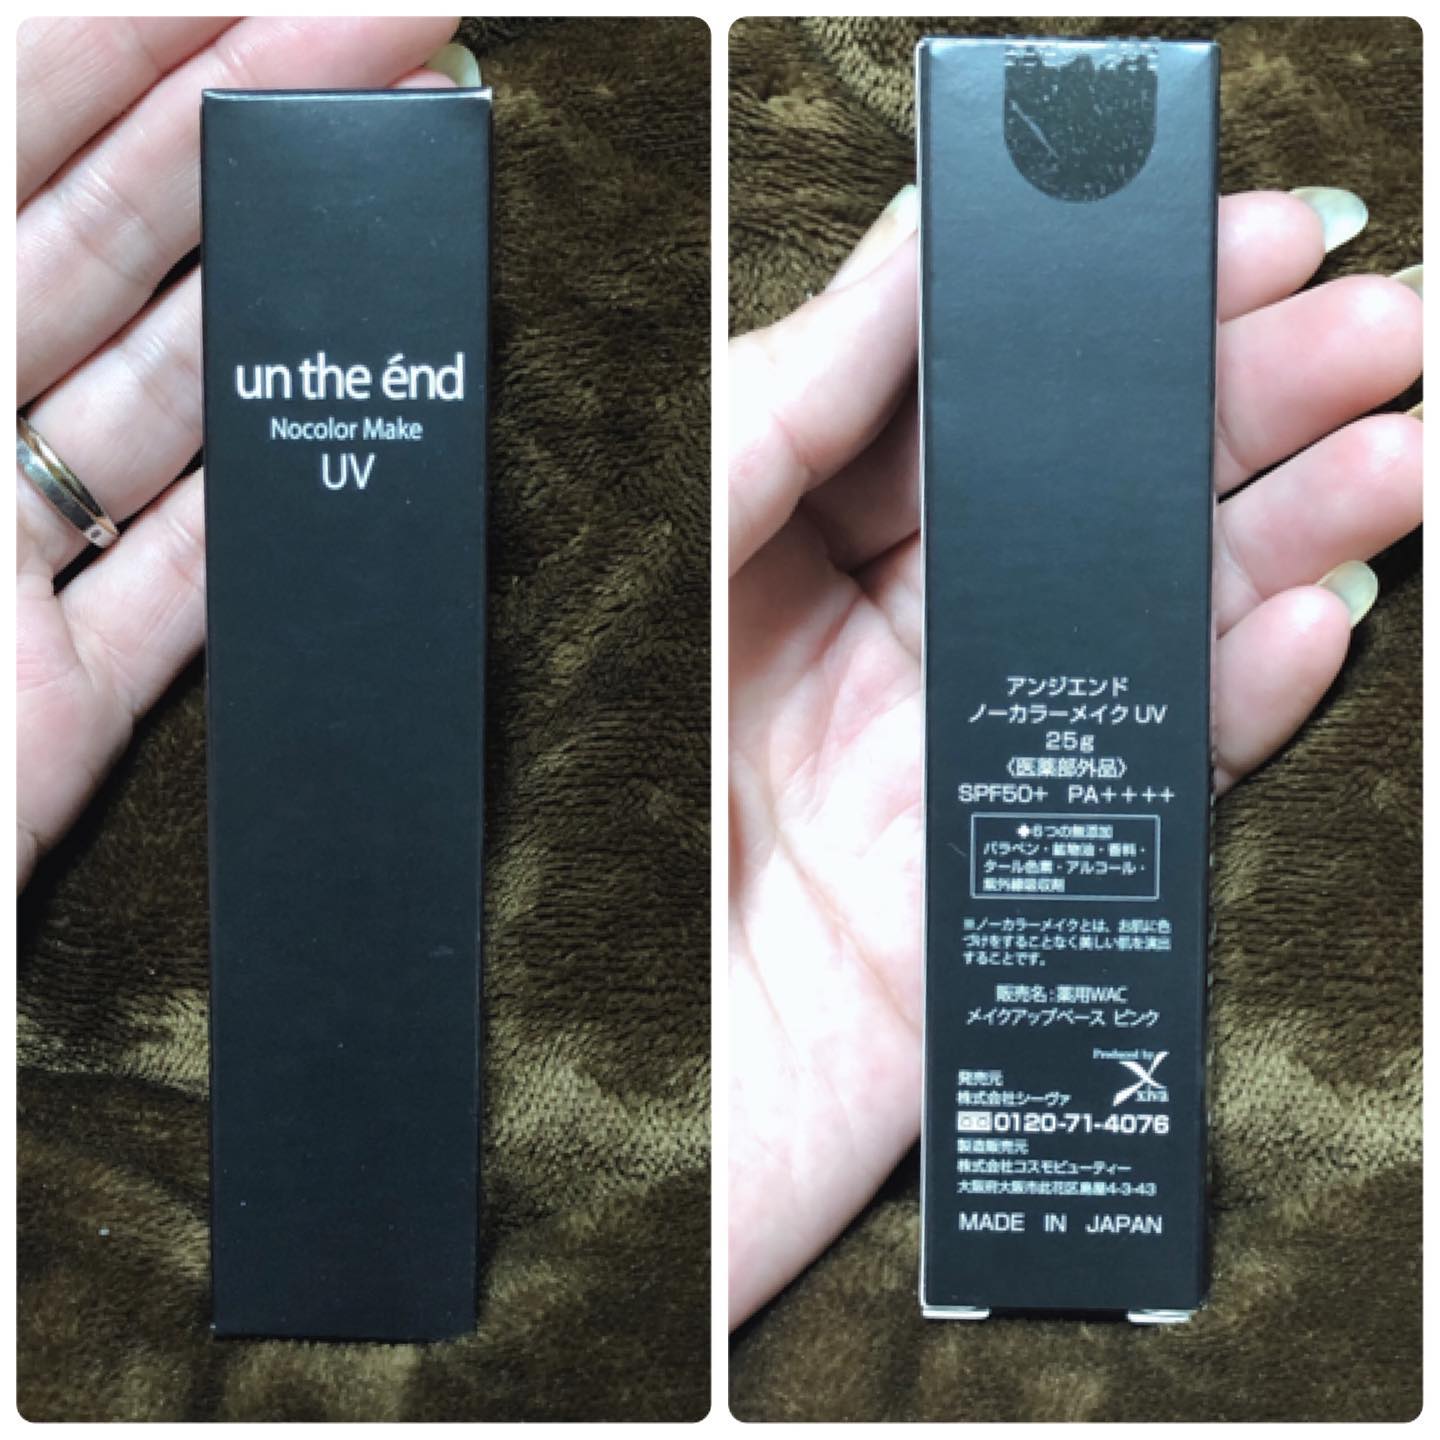 un the énd
Nocolor Make
UV
アンジエンド
ノーカラーメイク UV
25g
〈医薬部外品〉
SPF50+ PA++++
◆6つの無添加
パラベン・鉱物油・香料・
タール色素・アルコール・
紫外線吸収剤
※ノーカラーメイクとは、お肌に色
づけをすることなく美しい肌を演出
することです。
販売名:薬用WAC
メイクアップベース ピンク
Produced by
xiva
発売元
株式会社シーヴァ
0120-71-4076
製造販売元
株式会社コスモビューティー
大阪府大阪市此花区島屋4-3-43
MADE IN JAPAN